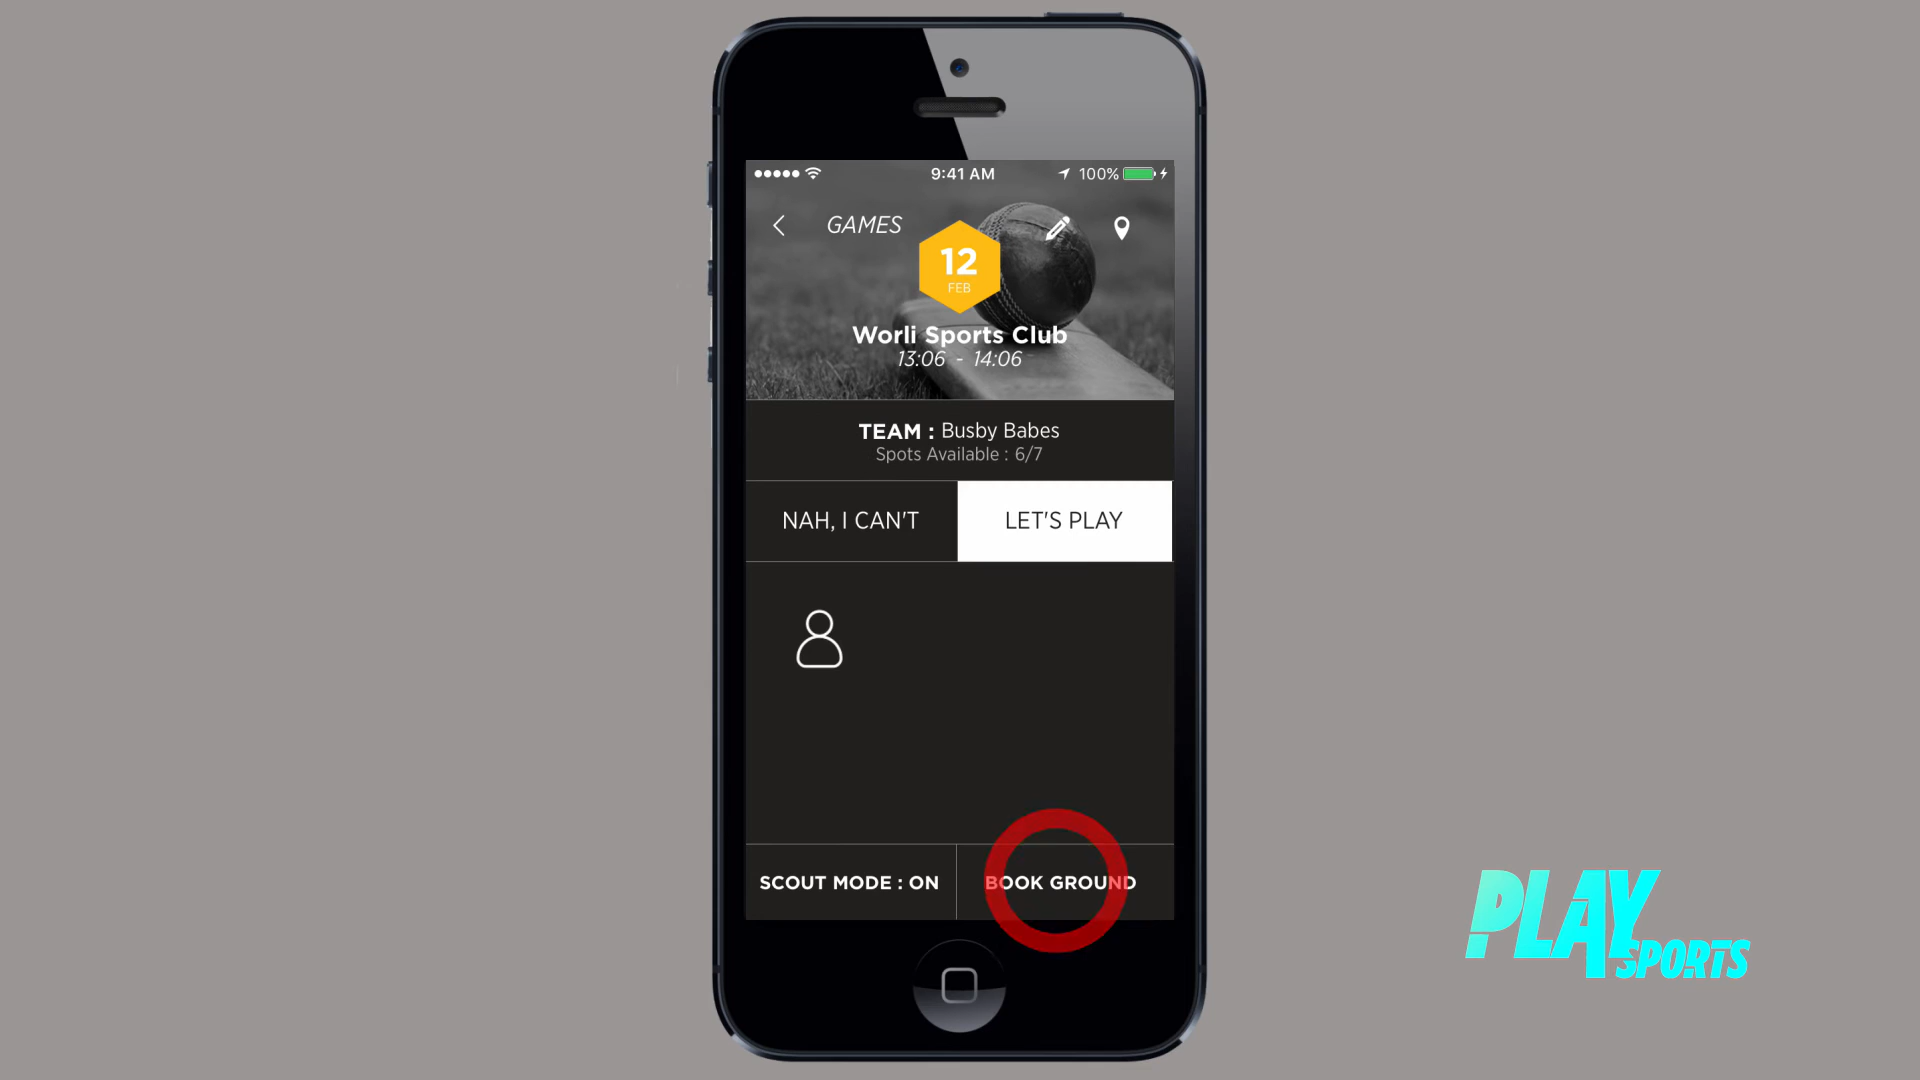 9:41 AM
100%
GAMES
12
FEB
Worli Sports Club
13:06 - 14:06
TEAM : Busby Babes
Spots Available : 6/7
NAH, I CAN'T
LET'S PLAY
SCOUT MODE : ON
BOOK GROUND
PLAY
SPORTS